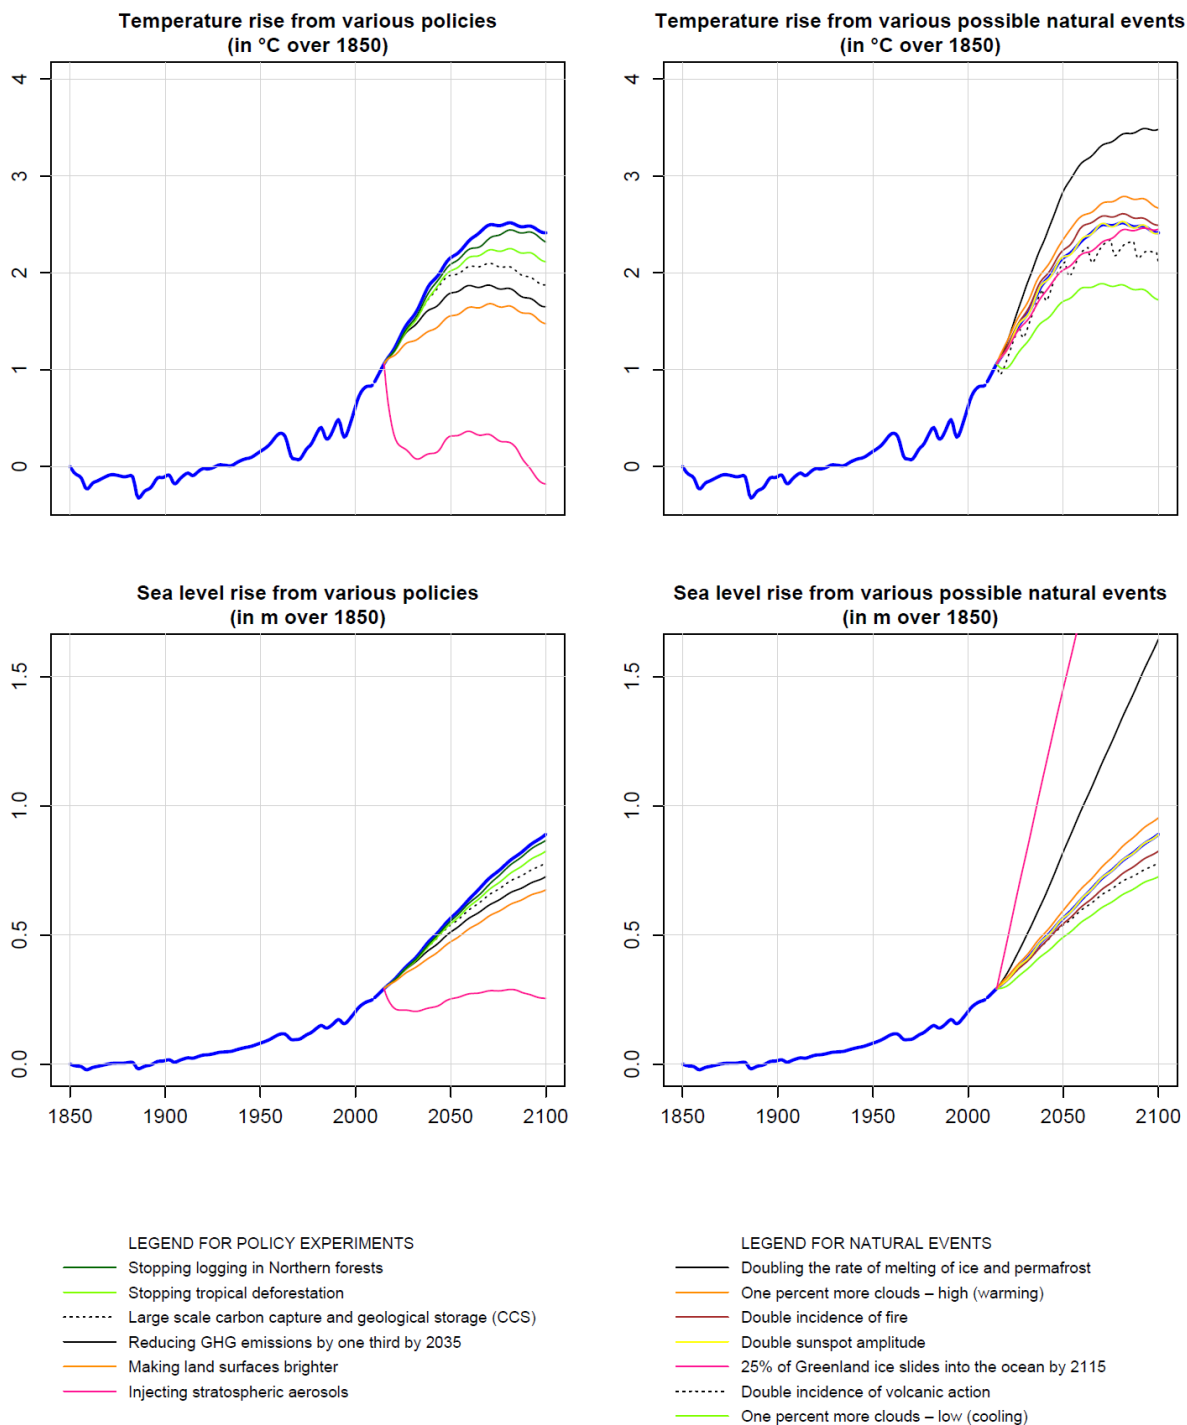 Temperature rise from various policies
(in °C over 1850)
Temperature rise from various possible natural events
(in °C over 1850)
4
3
2
1
0
4
3
2
1
0
Sea level rise from various policies
(in m over 1850)
Sea level rise from various possible natural events
(in m over 1850)
1.5
1.0
0.5
0.0
1850 1900 1950 2000 2050 2100
1.5
1.0
0.5
0.0
1850 1900 1950 2000 2050 2100
LEGEND FOR POLICY EXPERIMENTS
Stopping logging in Northern forests
Stopping tropical deforestation
Large scale carbon capture and geological storage (CCS)
Reducing GHG emissions by one third by 2035
Making land surfaces brighter
Injecting stratospheric aerosols
LEGEND FOR NATURAL EVENTS
Doubling the rate of melting of ice and permafrost
One percent more clouds – high (warming)
Double incidence of fire
Double sunspot amplitude
25% of Greenland ice slides into the ocean by 2115
Double incidence of volcanic action
One percent more clouds – low (cooling)